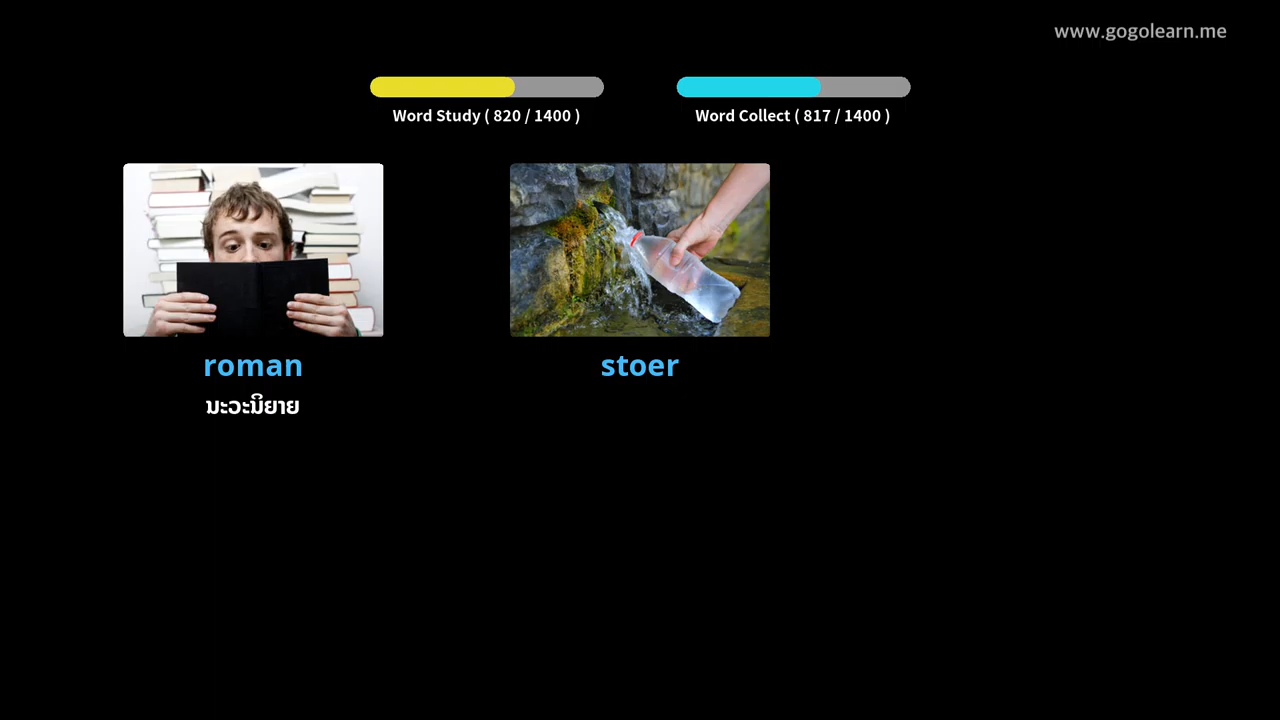 www.gogolearn.me
Word Study ( 820 / 1400 )
Word Collect ( 817 / 1400 )
roman
stoer
ນະວະນິຍາຍ